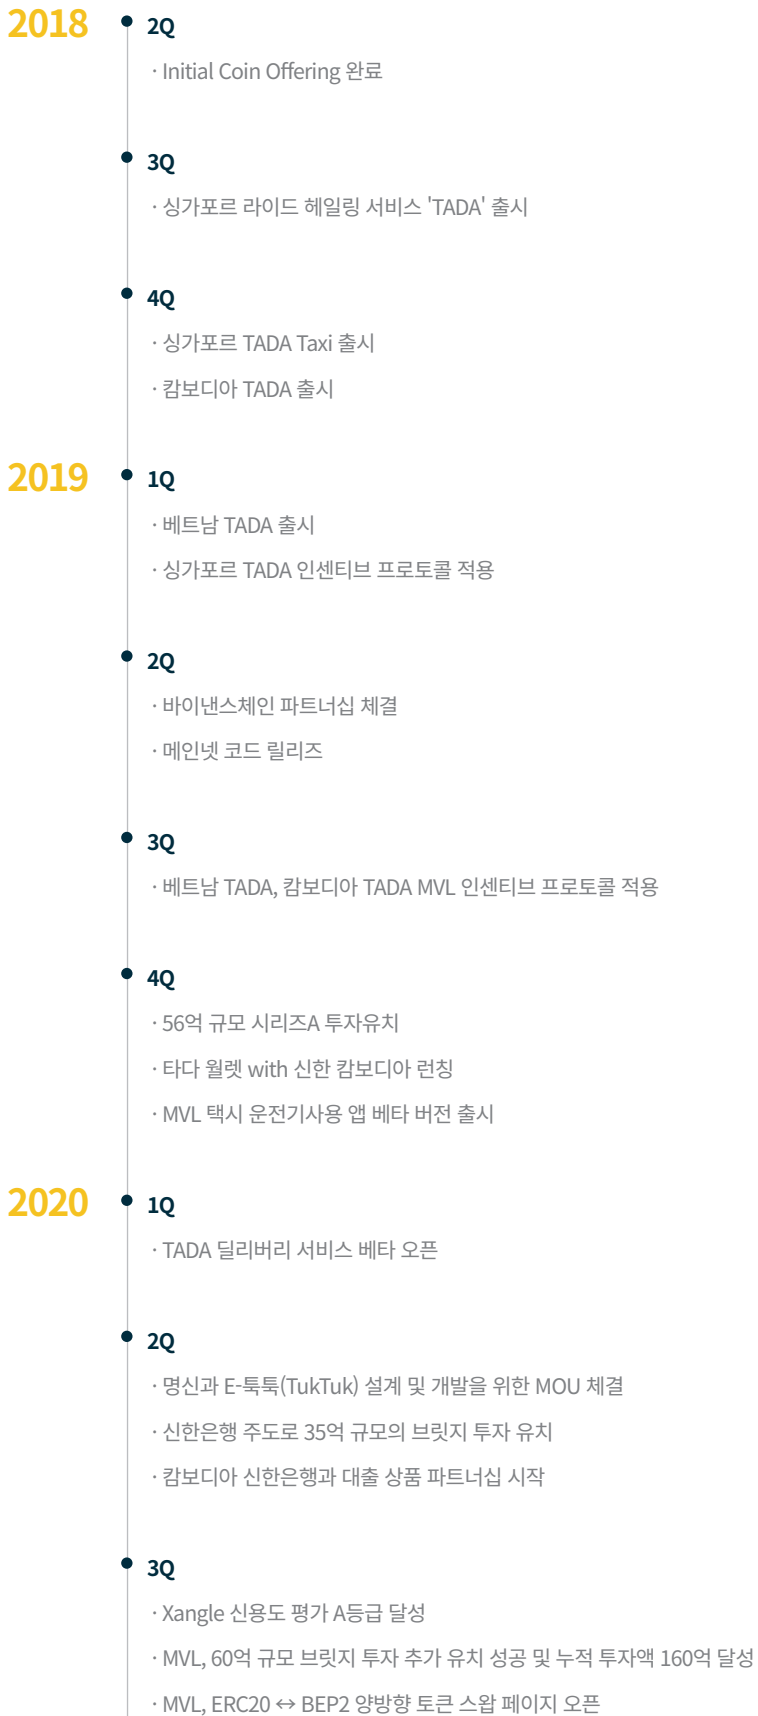 2018
2Q
· Initial Coin Offering 완료
3Q
· 싱가포르 라이드 헤일링 서비스 'TADA' 출시
4Q
· 싱가포르 TADA Taxi 출시
· 캄보디아 TADA 출시
2019
1Q
· 베트남 TADA 출시
· 싱가포르 TADA 인센티브 프로토콜 적용
2Q
· 바이낸스체인 파트너십 체결
· 메인넷 코드 릴리즈
3Q
· 베트남 TADA, 캄보디아 TADA MVL 인센티브 프로토콜 적용
4Q
· 56억 규모 시리즈A 투자유치
· 타다 월렛 with 신한 캄보디아 런칭
· MVL 택시 운전기사용 앱 베타 버전 출시
2020
1Q
· TADA 딜리버리 서비스 베타 오픈
2Q
· 명신과 E-툭툭(TukTuk) 설계 및 개발을 위한 MOU 체결
· 신한은행 주도로 35억 규모의 브릿지 투자 유치
· 캄보디아 신한은행과 대출 상품 파트너십 시작
3Q
· Xangle 신용도 평가 A등급 달성
· MVL, 60억 규모 브릿지 투자 추가 유치 성공 및 누적 투자액 160억 달성
· MVL, ERC20 ↔ BEP2 양방향 토큰 스왑 페이지 오픈